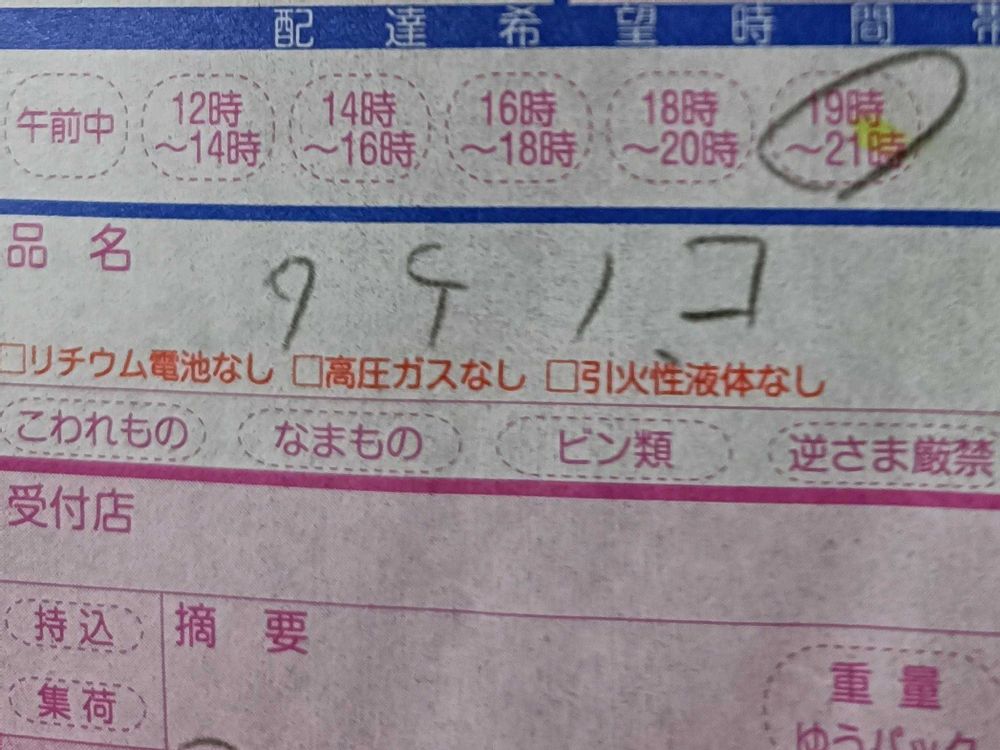 配達希望時間帯
午前中 12時～14時 14時～16時 16時～18時 18時～20時 19時～21時
品名
タケノコ
□リチウム電池なし □高圧ガスなし □引火性液体なし
こわれもの なまもの ビン類 逆さま厳禁
受付店
持込 摘要
集荷 重量
ゆうパック